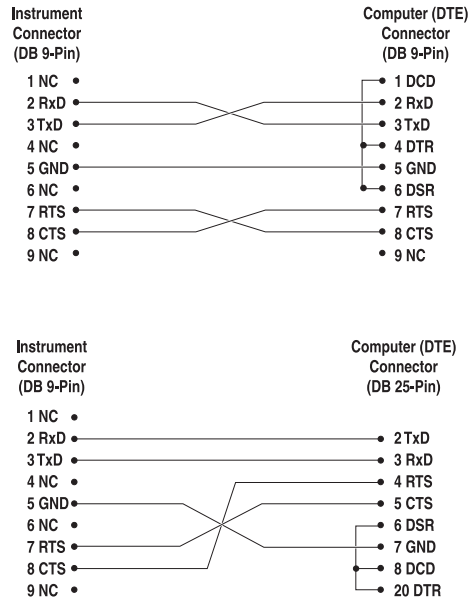 Instrument
Connector
(DB 9-Pin)
Computer (DTE)
Connector
(DB 9-Pin)
1 NC
1 DCD
2 RxD
2 RxD
3 TxD
3 TxD
4 NC
4 DTR
5 GND
5 GND
6 NC
6 DSR
7 RTS
7 RTS
8 CTS
8 CTS
9 NC
9 NC
Instrument
Connector
(DB 9-Pin)
Computer (DTE)
Connector
(DB 25-Pin)
1 NC
2 RxD
2 TxD
3 TxD
3 RxD
4 NC
4 RTS
5 GND
5 CTS
6 NC
6 DSR
7 RTS
7 GND
8 CTS
8 DCD
9 NC
20 DTR